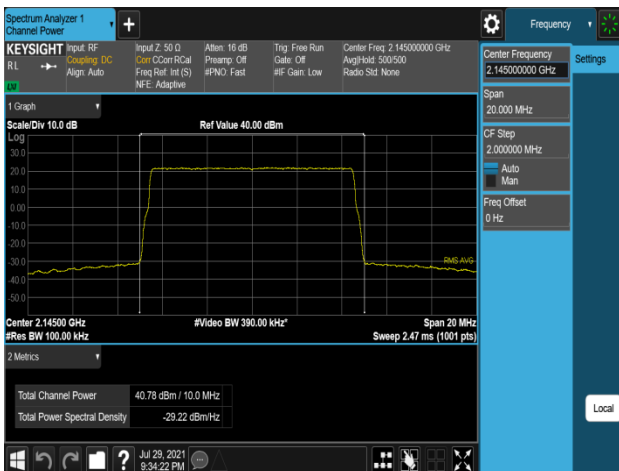 Spectrum Analyzer 1
Channel Power
+
Frequency
KEYSIGHT
RL
LW
Input: RF
Coupling: DC
Align: Auto
Input Z: 50 Ω
Corr CCorr RCal
Freq Ref: Int (S)
NFE: Adaptive
Atten: 16 dB
Preamp: Off
#PNO: Fast
Trig: Free Run
Gate: Off
#IF Gain: Low
Center Freq: 2.145000000 GHz
Avg|Hold: 500/500
Radio Std: None
Center Frequency
2.145000000 GHz
Settings
Span
20.000 MHz
CF Step
2.000000 MHz
Auto
Man
Freq Offset
0 Hz
1 Graph
Scale/Div 10.0 dB
Ref Value 40.00 dBm
Log
30.0
20.0
10.0
0.00
-10.0
-20.0
-30.0
RMS AVG
-40.0
-50.0
Center 2.14500 GHz
#Video BW 390.00 kHz*
Span 20 MHz
#Res BW 100.00 kHz
Sweep 2.47 ms (1001 pts)
2 Metrics
Total Channel Power 40.78 dBm / 10.0 MHz
Total Power Spectral Density -29.22 dBm/Hz
Local
?
Jul 29, 2021
9:34:22 PM